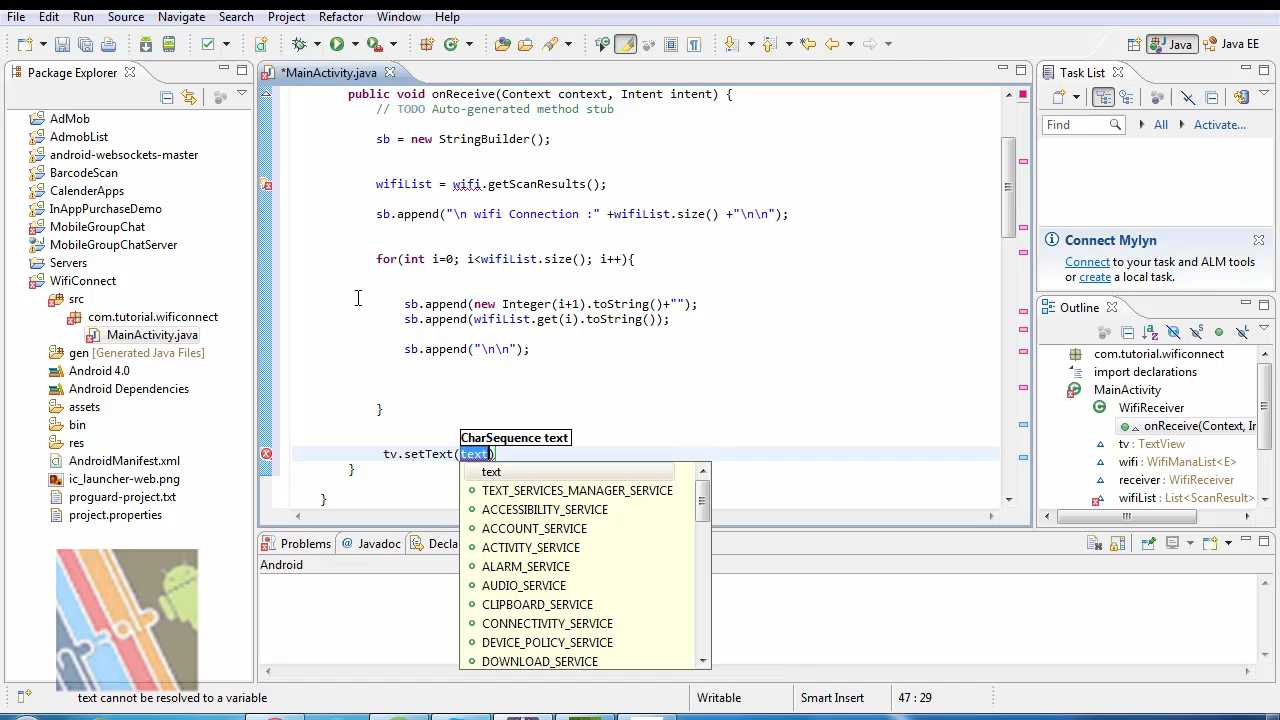 File Edit Run Source Navigate Search Project Refactor Window Help
Java
Java EE
Package Explorer
AdMob
AdmobList
android-websockets-master
BarcodeScan
CalenderApps
InAppPurchaseDemo
MobileGroupChat
MobileGroupChatServer
Servers
WifiConnect
src
com.tutorial.wificonnect
MainActivity.java
gen [Generated Java Files]
Android 4.0
Android Dependencies
assets
bin
res
AndroidManifest.xml
ic_launcher-web.png
proguard-project.txt
project.properties
*MainActivity.java
public void onReceive(Context context, Intent intent) {
// TODO Auto-generated method stub
sb = new StringBuilder();
wifiList = wifi.getScanResults();
sb.append("\n wifi Connection :" +wifiList.size() +"\n\n");
for(int i=0; i<wifiList.size(); i++){
sb.append(new Integer(i+1).toString()+"");
sb.append(wifiList.get(i).toString());
sb.append("\n\n");
}
CharSequence text
tv.setText(text)
}
}
text
TEXT_SERVICES_MANAGER_SERVICE
ACCESSIBILITY_SERVICE
ACCOUNT_SERVICE
ACTIVITY_SERVICE
ALARM_SERVICE
AUDIO_SERVICE
CLIPBOARD_SERVICE
CONNECTIVITY_SERVICE
DEVICE_POLICY_SERVICE
DOWNLOAD_SERVICE
Problems @ Javadoc Decla
Android
Task List
Find All Activate...
Connect Mylyn
Connect to your task and ALM tools
or create a local task.
Outline
com.tutorial.wificonnect
import declarations
MainActivity
WifiReceiver
onReceive(Context, In
tv : TextView
wifi : WifiManaList<E>
receiver : WifiReceiver
wifiList : List<ScanResult>
text cannot be resolved to a variable
Writable
Smart Insert
47 : 29